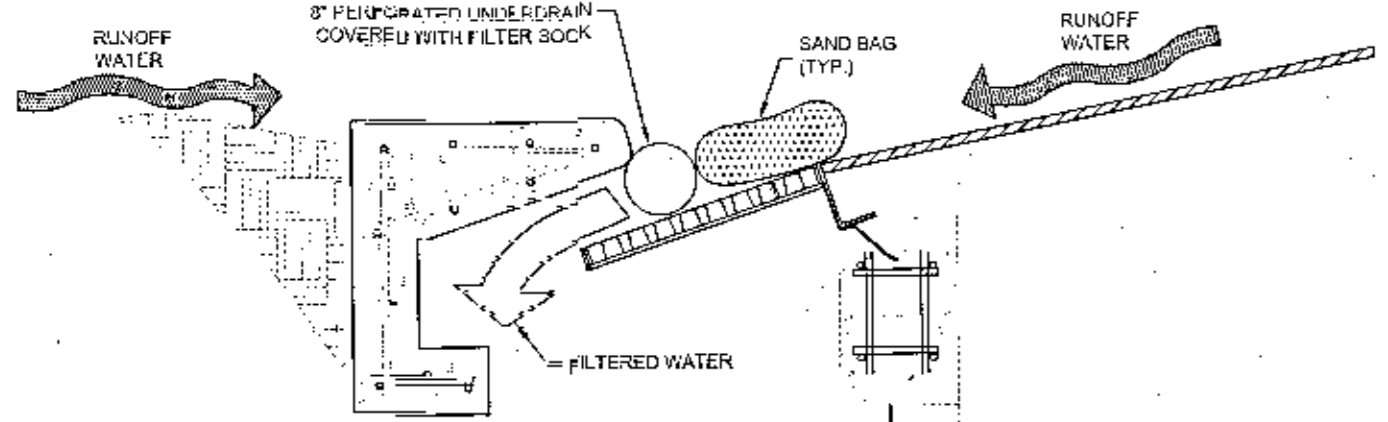 8" PERFORATED UNDERDRAIN
COVERED WITH FILTER SOCK
RUNOFF
WATER
SAND BAG
(TYP.)
RUNOFF
WATER
FILTERED WATER